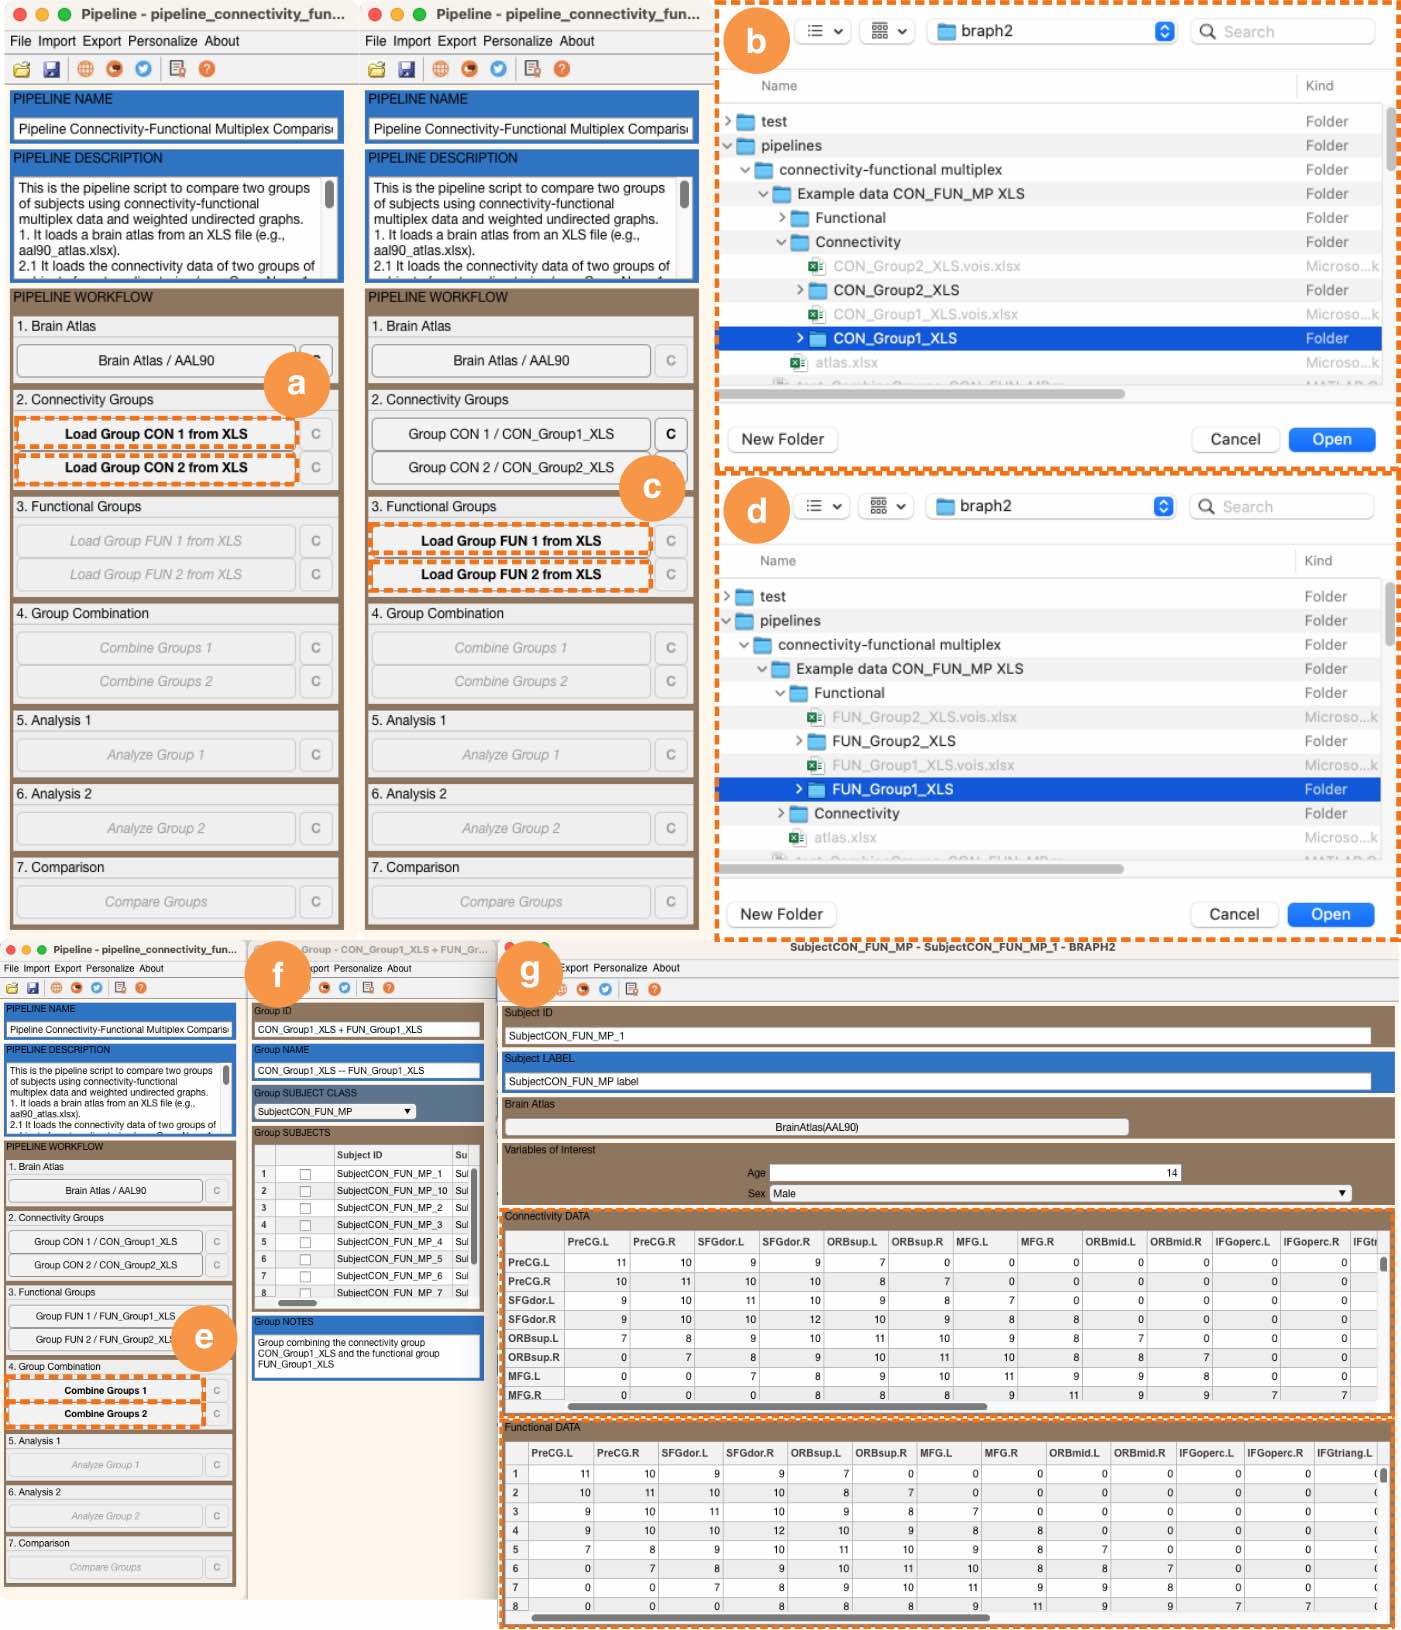 Pipeline - pipeline_connectivity_fun...
File Import Export Personalize About
PIPELINE NAME
Pipeline Connectivity-Functional Multiplex Comparis
PIPELINE DESCRIPTION
This is the pipeline script to compare two groups
of subjects using connectivity-functional
multiplex data and weighted undirected graphs.
1. It loads a brain atlas from an XLS file (e.g.,
aal90_atlas.xlsx).
2.1 It loads the connectivity data of two groups of
PIPELINE WORKFLOW
1. Brain Atlas
Brain Atlas / AAL90
a
2. Connectivity Groups
Load Group CON 1 from XLS C
Load Group CON 2 from XLS C
3. Functional Groups
Load Group FUN 1 from XLS C
Load Group FUN 2 from XLS C
4. Group Combination
Combine Groups 1 C
Combine Groups 2 C
5. Analysis 1
Analyze Group 1 C
6. Analysis 2
Analyze Group 2 C
7. Comparison
Compare Groups C
Pipeline - pipeline_connectivity_fun...
File Import Export Personalize About
PIPELINE NAME
Pipeline Connectivity-Functional Multiplex Comparis
PIPELINE DESCRIPTION
This is the pipeline script to compare two groups
of subjects using connectivity-functional
multiplex data and weighted undirected graphs.
1. It loads a brain atlas from an XLS file (e.g.,
aal90_atlas.xlsx).
2.1 It loads the connectivity data of two groups of
PIPELINE WORKFLOW
1. Brain Atlas
Brain Atlas / AAL90 C
2. Connectivity Groups
Group CON 1 / CON_Group1_XLS C
Group CON 2 / CON_Group2_XLS
c
3. Functional Groups
Load Group FUN 1 from XLS C
Load Group FUN 2 from XLS C
4. Group Combination
Combine Groups 1 C
Combine Groups 2 C
5. Analysis 1
Analyze Group 1 C
6. Analysis 2
Analyze Group 2 C
7. Comparison
Compare Groups C
b
braph2 Search
Name Kind
test Folder
pipelines Folder
connectivity-functional multiplex Folder
Example data CON_FUN_MP XLS Folder
Functional Folder
Connectivity Folder
CON_Group2_XLS.vois.xlsx Microso...k
CON_Group2_XLS Folder
CON_Group1_XLS.vois.xlsx Microso...k
CON_Group1_XLS Folder
atlas.xlsx Microso...k
New Folder Cancel Open
d
braph2 Search
Name Kind
test Folder
pipelines Folder
connectivity-functional multiplex Folder
Example data CON_FUN_MP XLS Folder
Functional Folder
FUN_Group2_XLS.vois.xlsx Microso...k
FUN_Group2_XLS Folder
FUN_Group1_XLS.vois.xlsx Microso...k
FUN_Group1_XLS Folder
Connectivity Folder
atlas.xlsx Microso...k
New Folder Cancel Open
Pipeline - pipeline_connectivity_fun...
File Import Export Personalize About
PIPELINE NAME
Pipeline Connectivity-Functional Multiplex Comparis
PIPELINE DESCRIPTION
This is the pipeline script to compare two groups
of subjects using connectivity-functional
multiplex data and weighted undirected graphs.
1. It loads a brain atlas from an XLS file (e.g.,
aal90_atlas.xlsx).
2.1 It loads the connectivity data of two groups of
PIPELINE WORKFLOW
1. Brain Atlas
Brain Atlas / AAL90 C
2. Connectivity Groups
Group CON 1 / CON_Group1_XLS C
Group CON 2 / CON_Group2_XLS C
3. Functional Groups
Group FUN 1 / FUN_Group1_XLS
Group FUN 2 / FUN_Group2_XL
e
4. Group Combination
Combine Groups 1 C
Combine Groups 2 C
5. Analysis 1
Analyze Group 1 C
6. Analysis 2
Analyze Group 2 C
7. Comparison
Compare Groups C
f
Group - CON_Group1_XLS + FUN_Gr...
port Personalize About
Group ID
CON_Group1_XLS + FUN_Group1_XLS
Group NAME
CON_Group1_XLS -- FUN_Group1_XLS
Group SUBJECT CLASS
SubjectCON_FUN_MP
Group SUBJECTS
Subject ID Su
1 SubjectCON_FUN_MP_1 Sul
2 SubjectCON_FUN_MP_10 Sul
3 SubjectCON_FUN_MP_2 Sul
4 SubjectCON_FUN_MP_3 Sul
5 SubjectCON_FUN_MP_4 Sul
6 SubjectCON_FUN_MP_5 Sul
7 SubjectCON_FUN_MP_6 Sul
8 SubjectCON_FUN_MP_7 Sul
Group NOTES
Group combining the connectivity group
CON_Group1_XLS and the functional group
FUN_Group1_XLS
g
SubjectCON_FUN_MP - SubjectCON_FUN_MP_1 - BRAPH2
Export Personalize About
Subject ID
SubjectCON_FUN_MP_1
Subject LABEL
SubjectCON_FUN_MP label
Brain Atlas
BrainAtlas(AAL90)
Variables of Interest
Age 14
Sex Male
Connectivity DATA
PreCG.L PreCG.R SFGdor.L SFGdor.R ORBsup.L ORBsup.R MFG.L MFG.R ORBmid.L ORBmid.R IFGoperc.L IFGoperc.R IFGtri
PreCG.L 11 10 9 9 7 0 0 0 0 0 0 0
PreCG.R 10 11 10 10 8 7 0 0 0 0 0 0
SFGdor.L 9 10 11 10 9 8 7 0 0 0 0 0
SFGdor.R 9 10 10 12 10 9 8 8 0 0 0 0
ORBsup.L 7 8 9 10 11 10 9 8 7 0 0 0
ORBsup.R 0 7 8 9 10 11 10 8 8 7 0 0
MFG.L 0 0 7 8 9 10 11 9 9 8 0 0
MFG.R 0 0 0 8 8 8 9 11 9 9 7 7
Functional DATA
PreCG.L PreCG.R SFGdor.L SFGdor.R ORBsup.L ORBsup.R MFG.L MFG.R ORBmid.L ORBmid.R IFGoperc.L IFGoperc.R IFGtriang.L
1 11 10 9 9 7 0 0 0 0 0 0 0
2 10 11 10 10 8 7 0 0 0 0 0 0
3 9 10 11 10 9 8 7 0 0 0 0 0
4 9 10 10 12 10 9 8 8 0 0 0 0
5 7 8 9 10 11 10 9 8 7 0 0 0
6 0 7 8 9 10 11 10 8 8 7 0 0
7 0 0 7 8 9 10 11 9 9 8 0 0
8 0 0 0 8 8 8 9 11 9 9 7 7